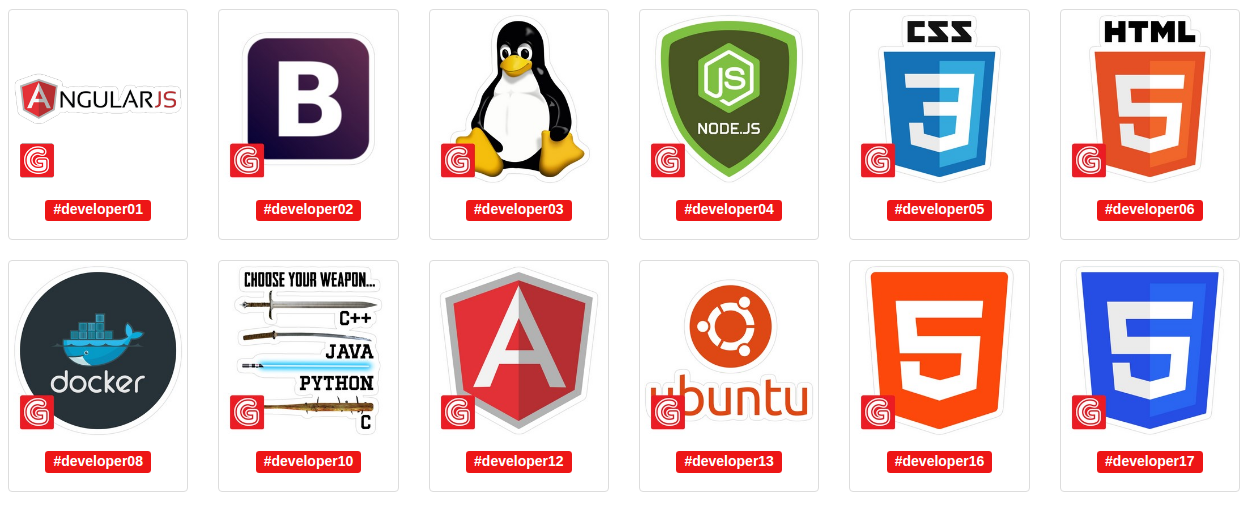 ANGULARJS
G
#developer01
B
G
#developer02
G
#developer03
JS
NODE.JS
G
#developer04
CSS
3
G
#developer05
HTML
5
G
#developer06
docker
G
#developer08
CHOOSE YOUR WEAPON...
C++
JAVA
PYTHON
C
G
#developer10
A
G
#developer12
ubuntu
G
#developer13
5
G
#developer16
5
G
#developer17